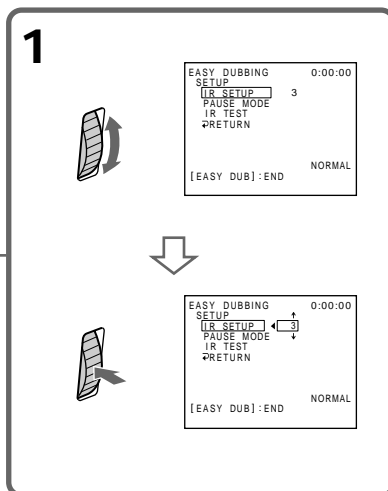 1
EASY DUBBING 0:00:00
SETUP
IR SETUP 3
PAUSE MODE
IR TEST
RETURN
NORMAL
[EASY DUB]:END
EASY DUBBING 0:00:00
SETUP
IR SETUP 3
PAUSE MODE
IR TEST
RETURN
NORMAL
[EASY DUB]:END